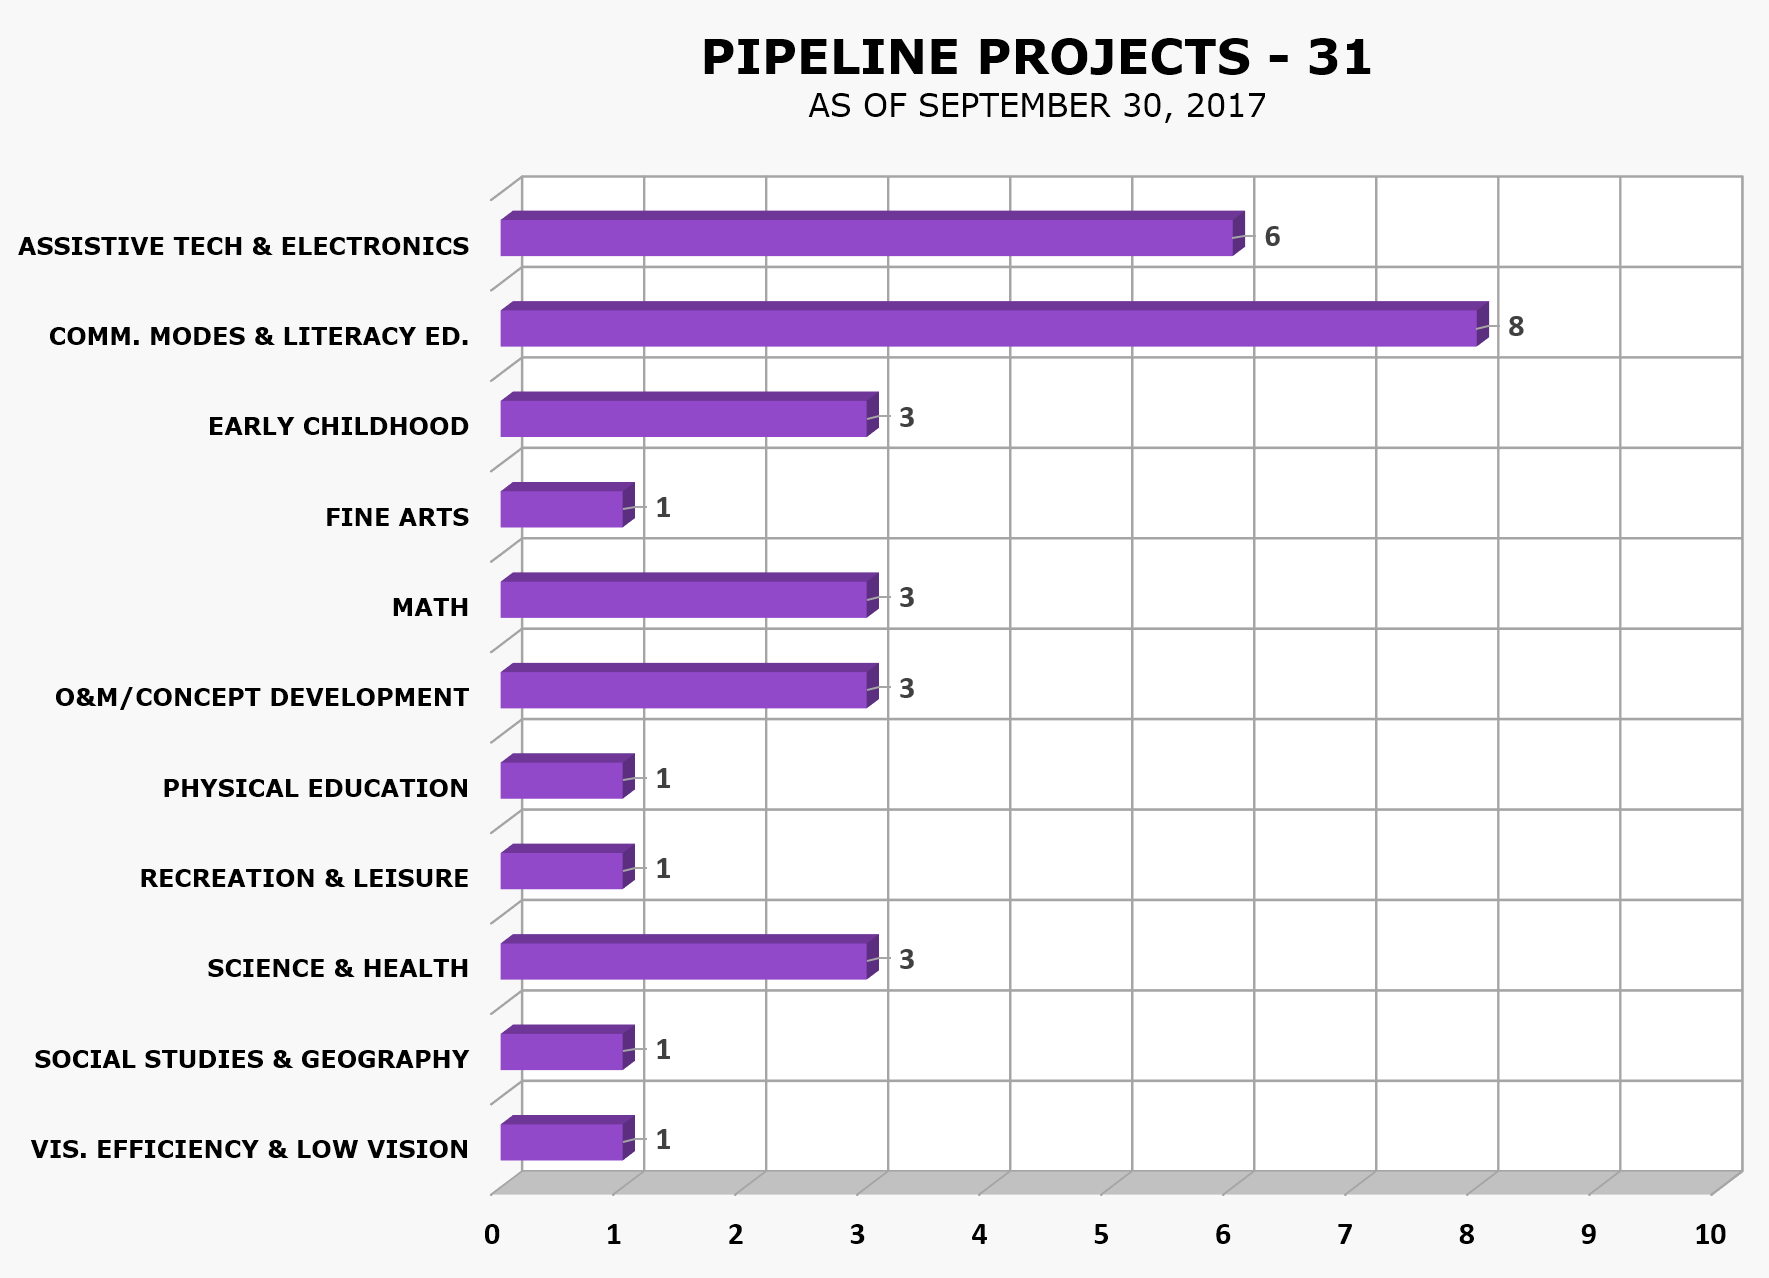 PIPELINE PROJECTS - 31
AS OF SEPTEMBER 30, 2017
ASSISTIVE TECH & ELECTRONICS 6
COMM. MODES & LITERACY ED. 8
EARLY CHILDHOOD 3
FINE ARTS 1
MATH 3
O&M/CONCEPT DEVELOPMENT 3
PHYSICAL EDUCATION 1
RECREATION & LEISURE 1
SCIENCE & HEALTH 3
SOCIAL STUDIES & GEOGRAPHY 1
VIS. EFFICIENCY & LOW VISION 1
0 1 2 3 4 5 6 7 8 9 10